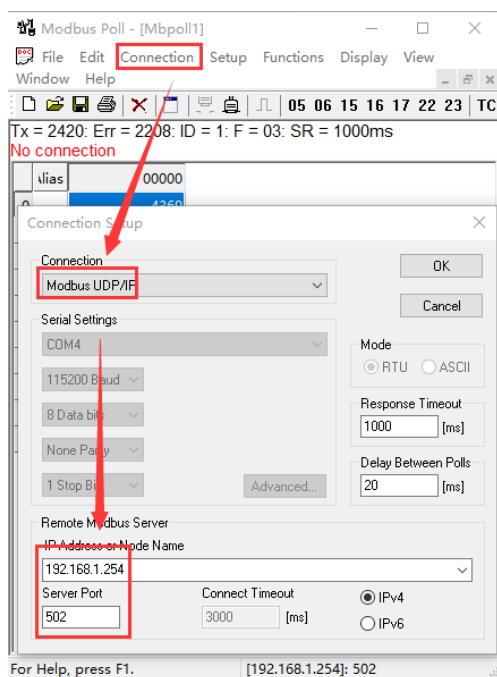 Modbus Poll - [Mbpoll1]
File Edit Connection Setup Functions Display View
Window Help
05 06 15 16 17 22 23 TC
Tx = 2420: Err = 2208: ID = 1: F = 03: SR = 1000ms
No connection
Alias 00000
0 4369
Connection Setup
Connection
Modbus UDP/IP
OK
Cancel
Serial Settings
COM4
Mode
RTU ASCII
115200 Baud
Response Timeout
8 Data bits
1000 [ms]
None Parity
Delay Between Polls
1 Stop Bit
Advanced...
20 [ms]
Remote Modbus Server
IP Address or Node Name
192.168.1.254
Server Port
Connect Timeout
IPv4
502
3000 [ms]
IPv6
For Help, press F1.
[192.168.1.254]: 502